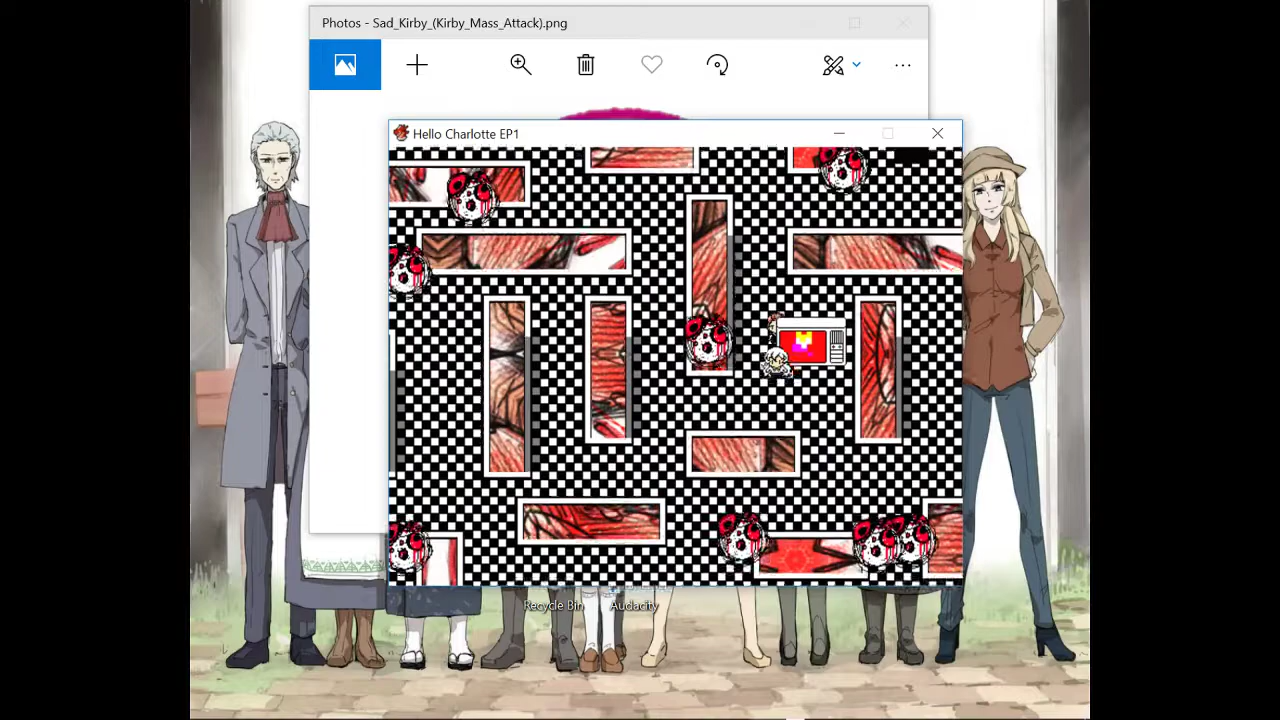 Photos - Sad_Kirby_(Kirby_Mass_Attack).png
Hello Charlotte EP1
Recycle Bin
Audacity